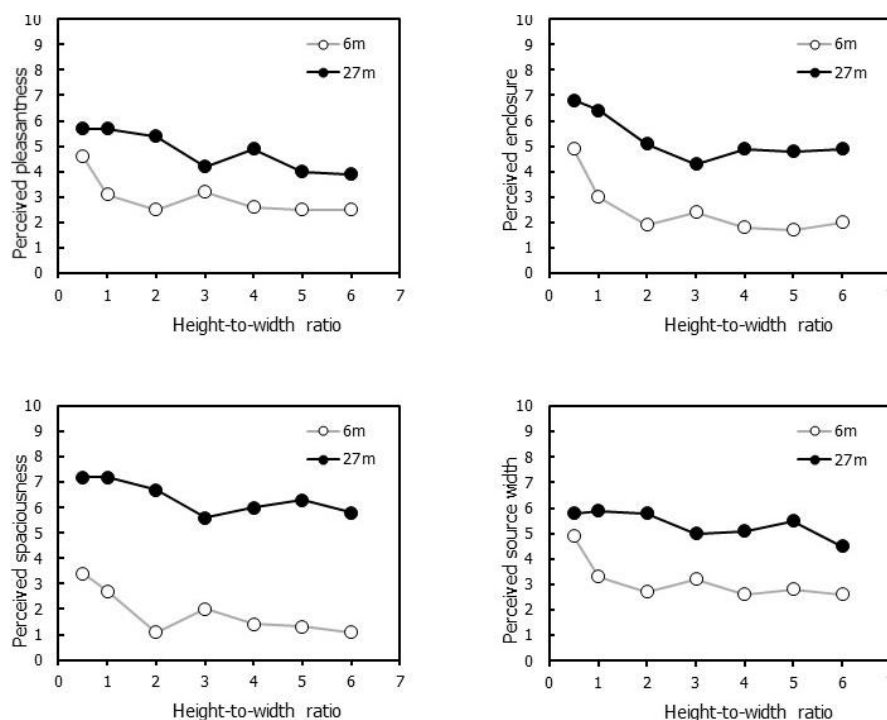 10
9
8
7
6
5
4
3
2
1
0
Perceived pleasantness
6m
27m
0 1 2 3 4 5 6 7
Height-to-width ratio
10
9
8
7
6
5
4
3
2
1
0
Perceived enclosure
6m
27m
0 1 2 3 4 5 6
Height-to-width ratio
10
9
8
7
6
5
4
3
2
1
0
Perceived spaciousness
6m
27m
0 1 2 3 4 5 6 7
Height-to-width ratio
10
9
8
7
6
5
4
3
2
1
0
Perceived source width
6m
27m
0 1 2 3 4 5 6
Height-to-width ratio